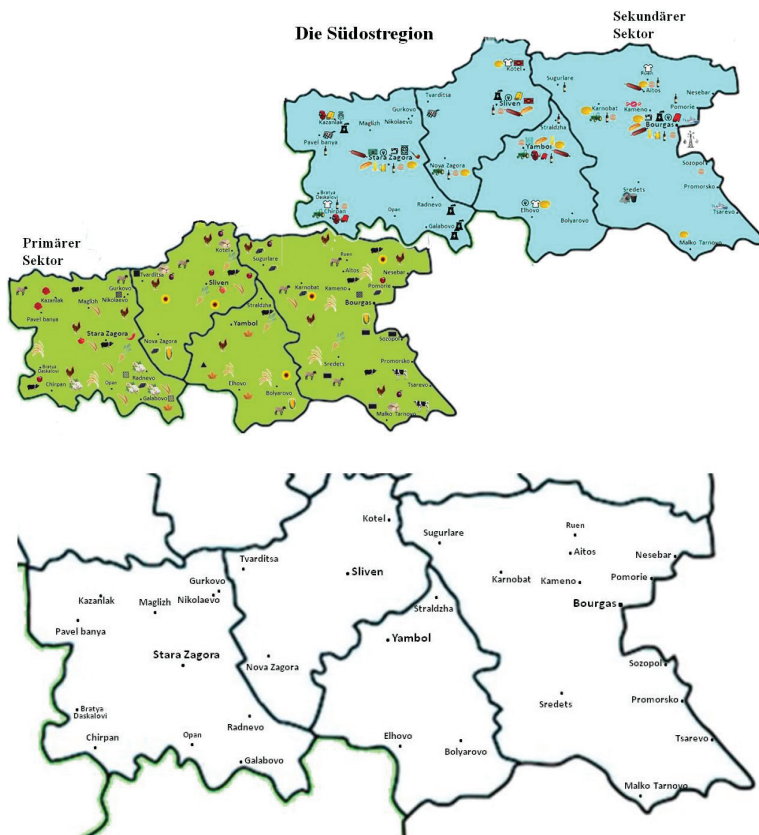 Die Südostregion
Sekundärer
Sektor
Kotel
Ruen
Sugurlare
Aitos
Nesebar
Tvarditsa
Gurkovo
Sliven
Karnobat
Kameno
Pomorie
Kazanlak
Maglizh
Nikolaevo
Bourgas
Straldzha
Pavel banya
Yambol
Stara Zagora
Nova Zagora
Sozopol
Bratya
Daskalovi
Radnevo
Sredets
Promorsko
Chirpan
Opan
Elhovo
Bolyarovo
Tsarevo
Galabovo
Malko Tarnovo
Primärer
Sektor
Kotel
Ruen
Sugurlare
Aitos
Nesebar
Tvarditsa
Gurkovo
Sliven
Karnobat
Kameno
Pomorie
Kazanlak
Maglizh
Nikolaevo
Bourgas
Straldzha
Pavel banya
Yambol
Stara Zagora
Nova Zagora
Sozopol
Bratya
Daskalovi
Radnevo
Sredets
Promorsko
Chirpan
Opan
Elhovo
Bolyarovo
Tsarevo
Galabovo
Malko Tarnovo
Kotel
Sugurlare
Ruen
Tvarditsa
Aitos
Nesebar
Gurkovo
Sliven
Karnobat
Kameno
Pomorie
Kazanlak
Maglizh
Nikolaevo
Straldzha
Bourgas
Pavel banya
Yambol
Stara Zagora
Nova Zagora
Sozopol
Bratya
Daskalovi
Sredets
Promorsko
Radnevo
Chirpan
Opan
Elhovo
Bolyarovo
Tsarevo
Galabovo
Malko Tarnovo